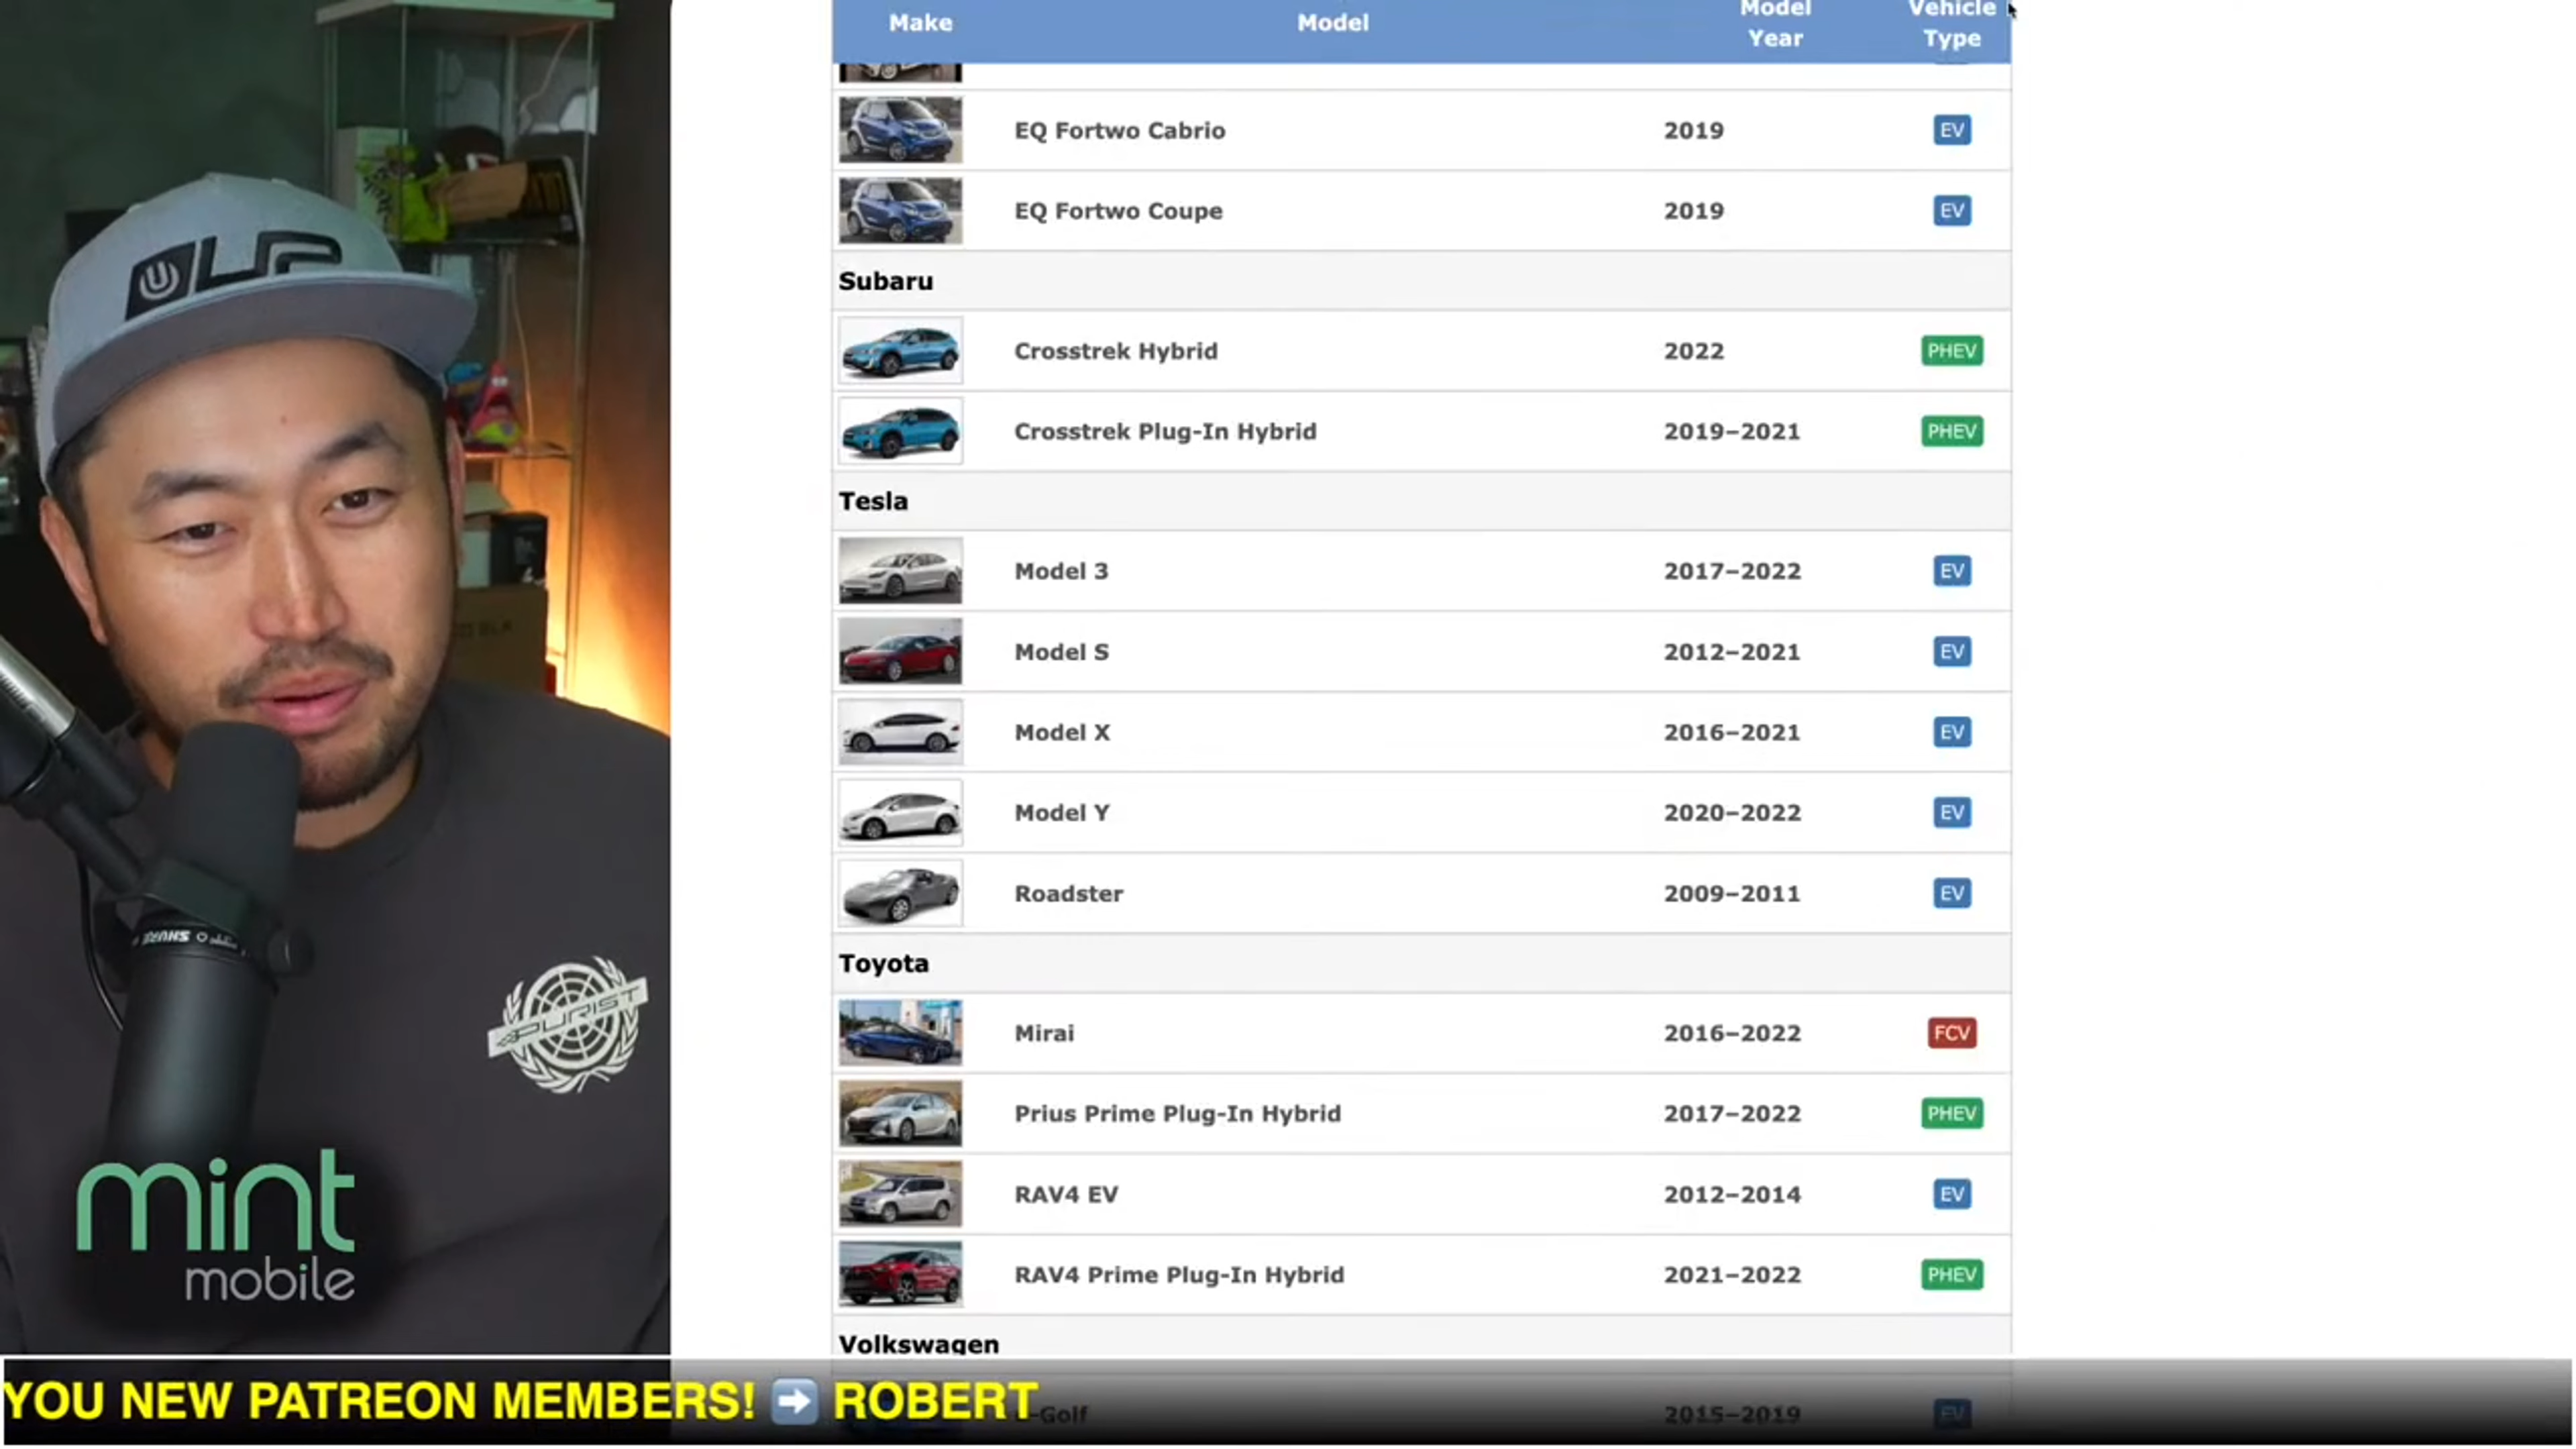 Make Model Model Year Vehicle Type
EQ Fortwo Cabrio 2019 EV
EQ Fortwo Coupe 2019 EV
Subaru
Crosstrek Hybrid 2022 PHEV
Crosstrek Plug-In Hybrid 2019–2021 PHEV
Tesla
Model 3 2017–2022 EV
Model S 2012–2021 EV
Model X 2016–2021 EV
Model Y 2020–2022 EV
Roadster 2009–2011 EV
Toyota
Mirai 2016–2022 FCV
Prius Prime Plug-In Hybrid 2017–2022 PHEV
RAV4 EV 2012–2014 EV
RAV4 Prime Plug-In Hybrid 2021–2022 PHEV
Volkswagen
e-Golf 2015–2019 EV
PURIST
mint
mobile
YOU NEW PATREON MEMBERS! ➡ ROBERT